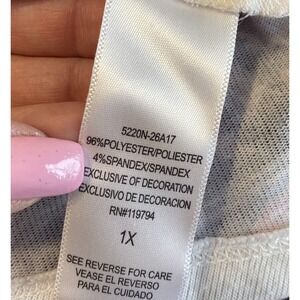 5220N-26A17
96%POLYESTER/POLIESTER
4%SPANDEX/SPANDEX
EXCLUSIVE OF DECORATION
EXCLUSIVO DE DECORACION
RN#119794
1X
SEE REVERSE FOR CARE
VEASE EL REVERSO
PARA EL CUIDADO